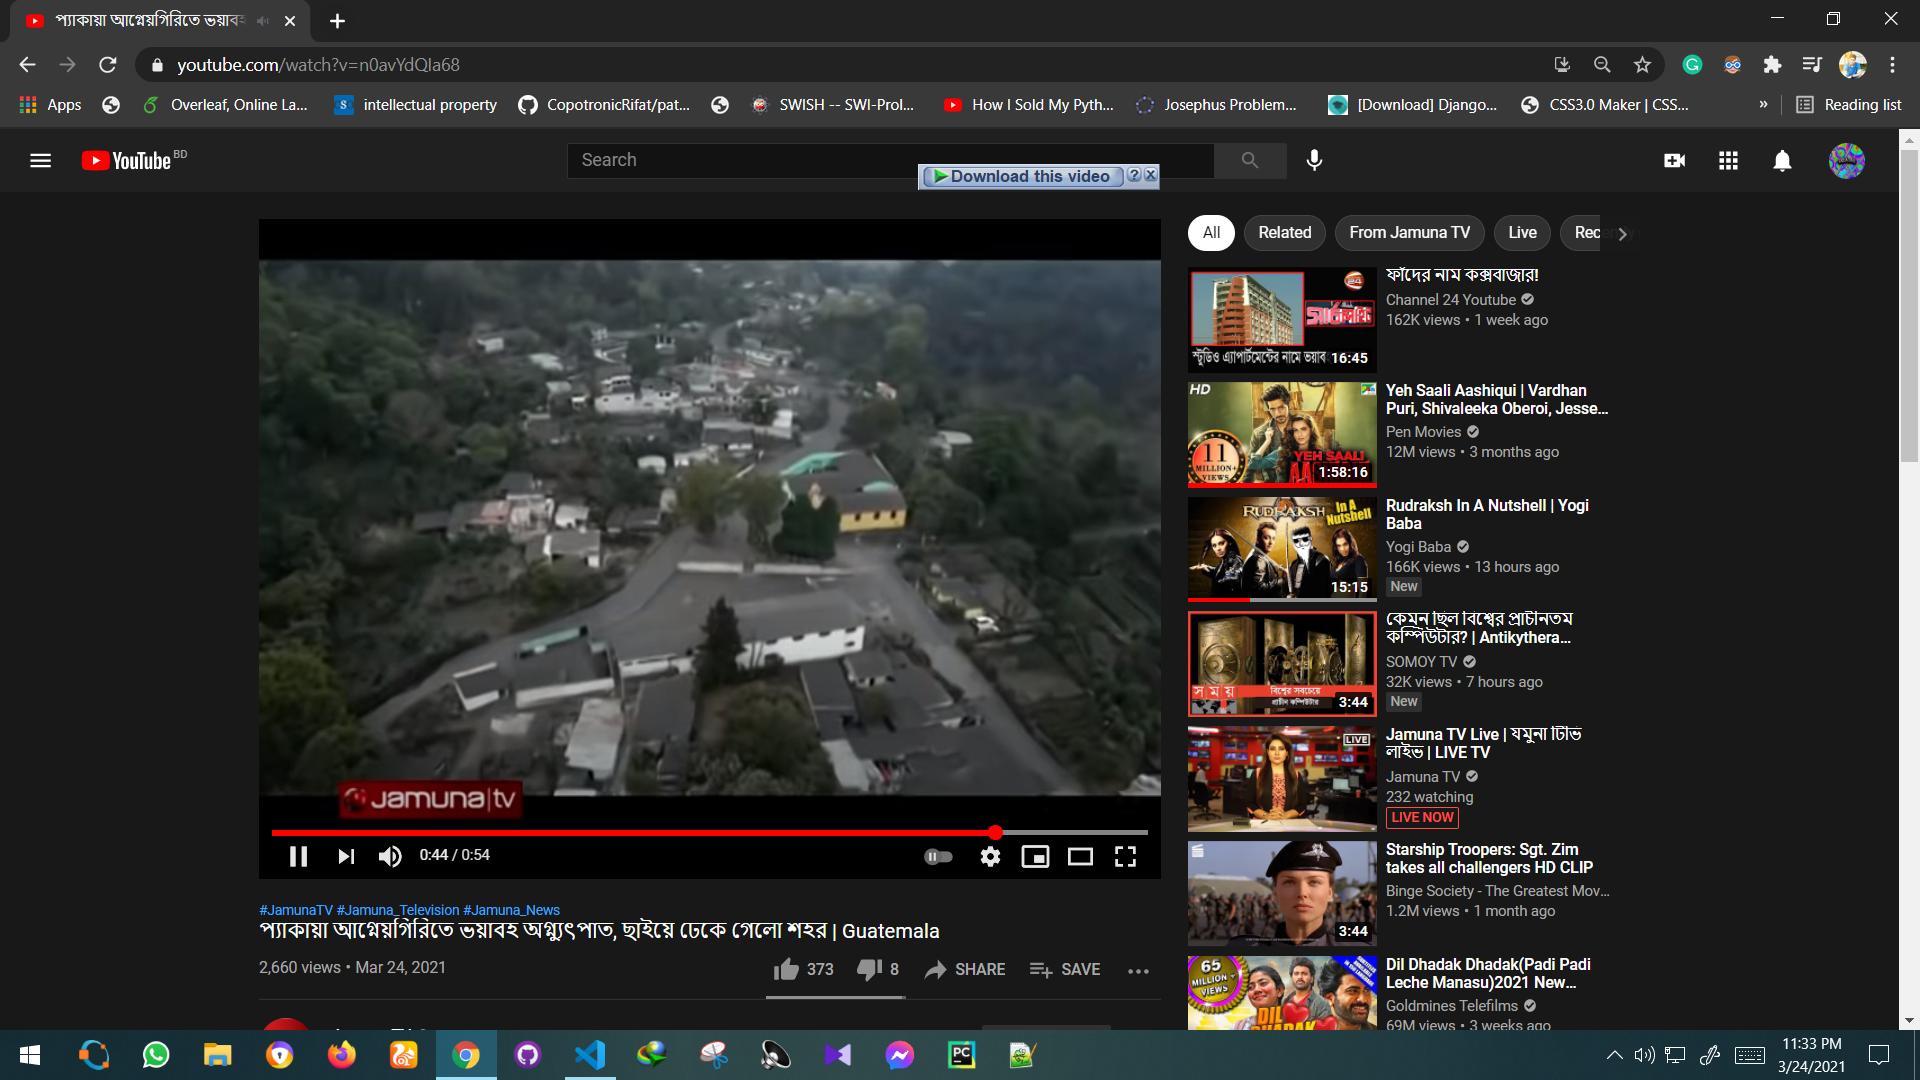 প্যাকায়া আগ্নেয়গিরিতে ভয়াবহ
youtube.com/watch?v=n0avYdQIa68
Apps
Overleaf, Online La...
intellectual property
CopotronicRifat/pat...
SWISH -- SWI-Prol...
How I Sold My Pyth...
Josephus Problem...
[Download] Django...
CSS3.0 Maker | CSS...
»
Reading list
YouTube BD
Search
Download this video
All
Related
From Jamuna TV
Live
Rec
Jamuna|tv
0:44 / 0:54
#JamunaTV #Jamuna_Television #Jamuna_News
প্যাকায়া আগ্নেয়গিরিতে ভয়াবহ অগ্ন্যুৎপাত, ছাইয়ে ঢেকে গেলো শহর | Guatemala
2,660 views • Mar 24, 2021
373
8
SHARE
SAVE
24
সার্চলাইট
স্টুডিও এ্যাপার্টমেন্টের নামে ভয়াব
16:45
ফাঁদের নাম কক্সবাজার!
Channel 24 Youtube
162K views • 1 week ago
HD
11
MILLION+
VIEWS
YEH SAALI
1:58:16
Yeh Saali Aashiqui | Vardhan
Puri, Shivaleeka Oberoi, Jesse...
Pen Movies
12M views • 3 months ago
RUDRAKSH In A
Nutshell
15:15
Rudraksh In A Nutshell | Yogi
Baba
Yogi Baba
166K views • 13 hours ago
New
সময়
বিশ্বের সবচেয়ে
প্রাচীন কম্পিউটার
3:44
কেমন ছিল বিশ্বের প্রাচীনতম
কম্পিউটার? | Antikythera...
SOMOY TV
32K views • 7 hours ago
New
LIVE
Jamuna TV Live | যমুনা টিভি
লাইভ | LIVE TV
Jamuna TV
232 watching
LIVE NOW
3:44
Starship Troopers: Sgt. Zim
takes all challengers HD CLIP
Binge Society - The Greatest Mov...
1.2M views • 1 month ago
65
MILLION+
VIEWS
DIL
DHADAK
Dil Dhadak Dhadak(Padi Padi
Leche Manasu)2021 New...
Goldmines Telefilms
69M views • 3 weeks ago
PC
11:33 PM
3/24/2021